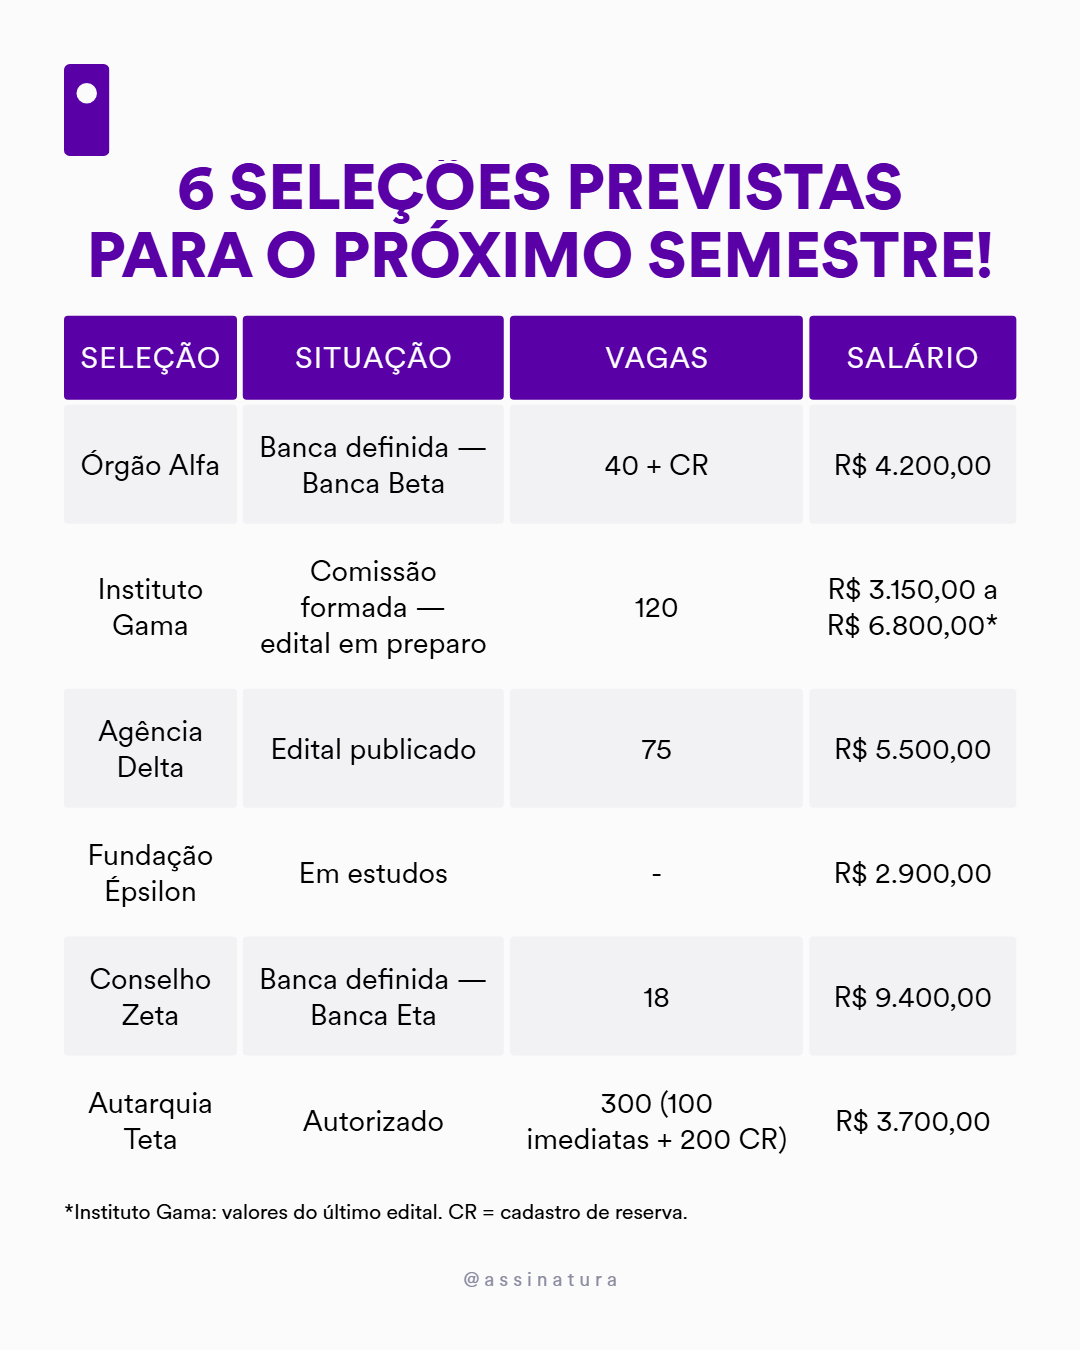 6 SELEÇÕES PREVISTAS
PARA O PRÓXIMO SEMESTRE!
SELEÇÃO
SITUAÇÃO
VAGAS
SALÁRIO
Órgão Alfa
Banca definida —
Banca Beta
40 + CR
R$ 4.200,00
Instituto
Gama
Comissão
formada —
edital em preparo
120
R$ 3.150,00 a
R$ 6.800,00*
Agência
Delta
Edital publicado
75
R$ 5.500,00
Fundação
Épsilon
Em estudos
-
R$ 2.900,00
Conselho
Zeta
Banca definida —
Banca Eta
18
R$ 9.400,00
Autarquia
Teta
Autorizado
300 (100
imediatas + 200 CR)
R$ 3.700,00
*Instituto Gama: valores do último edital. CR = cadastro de reserva.
@assinatura